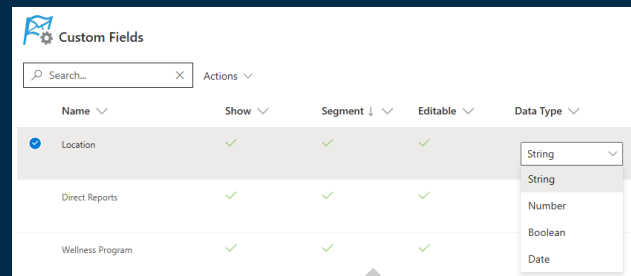 Custom Fields
Search...
Actions
Name Show Segment ↓ Editable Data Type
Location String
String
Direct Reports
Number
Boolean
Wellness Program
Date